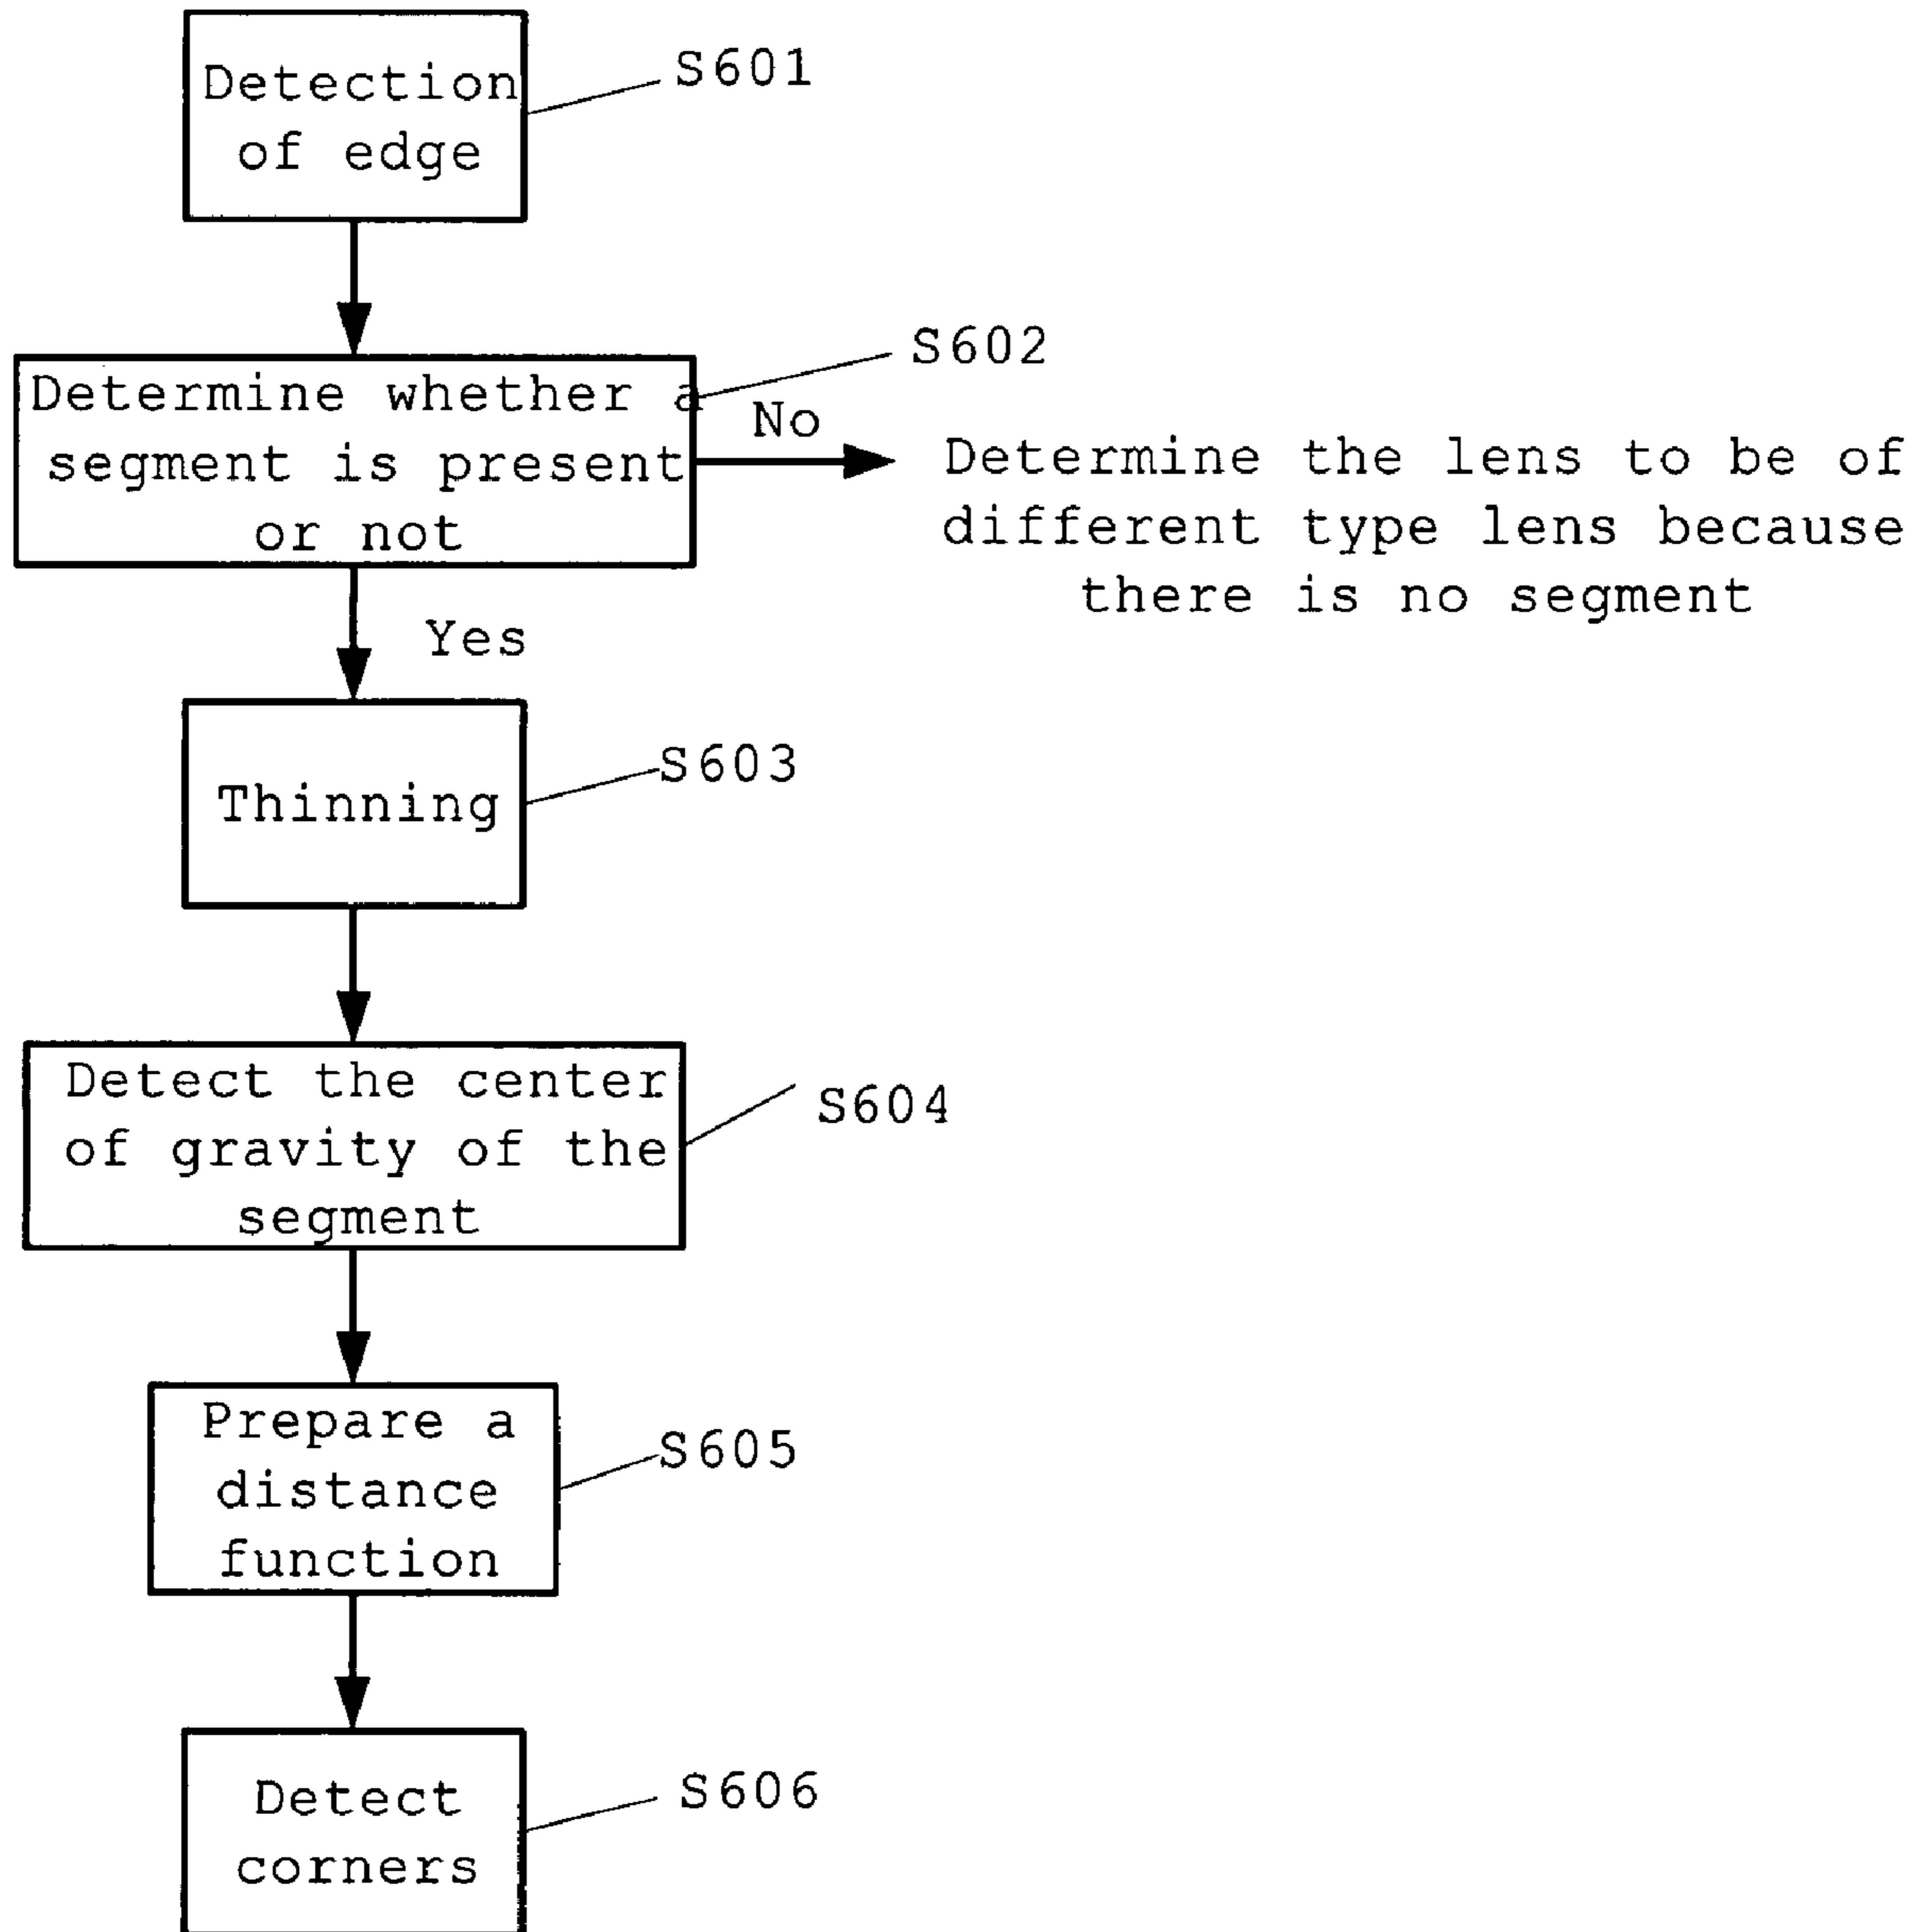 Detection
of edge
S601
Determine whether a
segment is present
or not
S602
No
Determine the lens to be of
different type lens because
there is no segment
Yes
Thinning
S603
Detect the center
of gravity of the
segment
S604
Prepare a
distance
function
S605
Detect
corners
S606